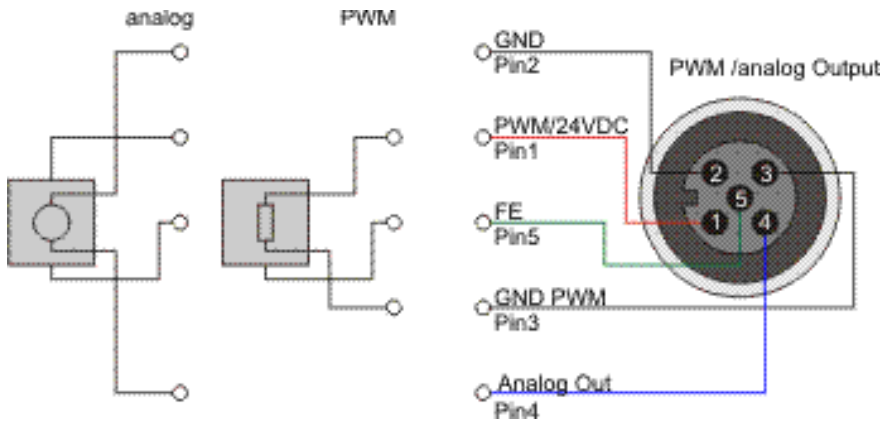 analog
PWM
GND
Pin2
PWM /analog Output
PWM/24VDC
Pin1
2
3
5
1
4
FE
Pin5
GND PWM
Pin3
Analog Out
Pin4